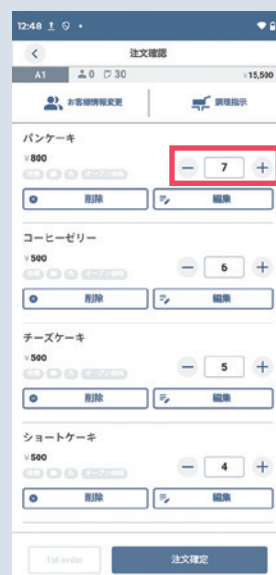 12:48
注文確認
A1 0 30 ¥15,500
お客様情報変更 調理指示
パンケーキ
¥800
7
削除 編集
コーヒーゼリー
¥500
6
削除 編集
チーズケーキ
¥500
5
削除 編集
ショートケーキ
¥500
4
削除 編集
1st order 注文確定